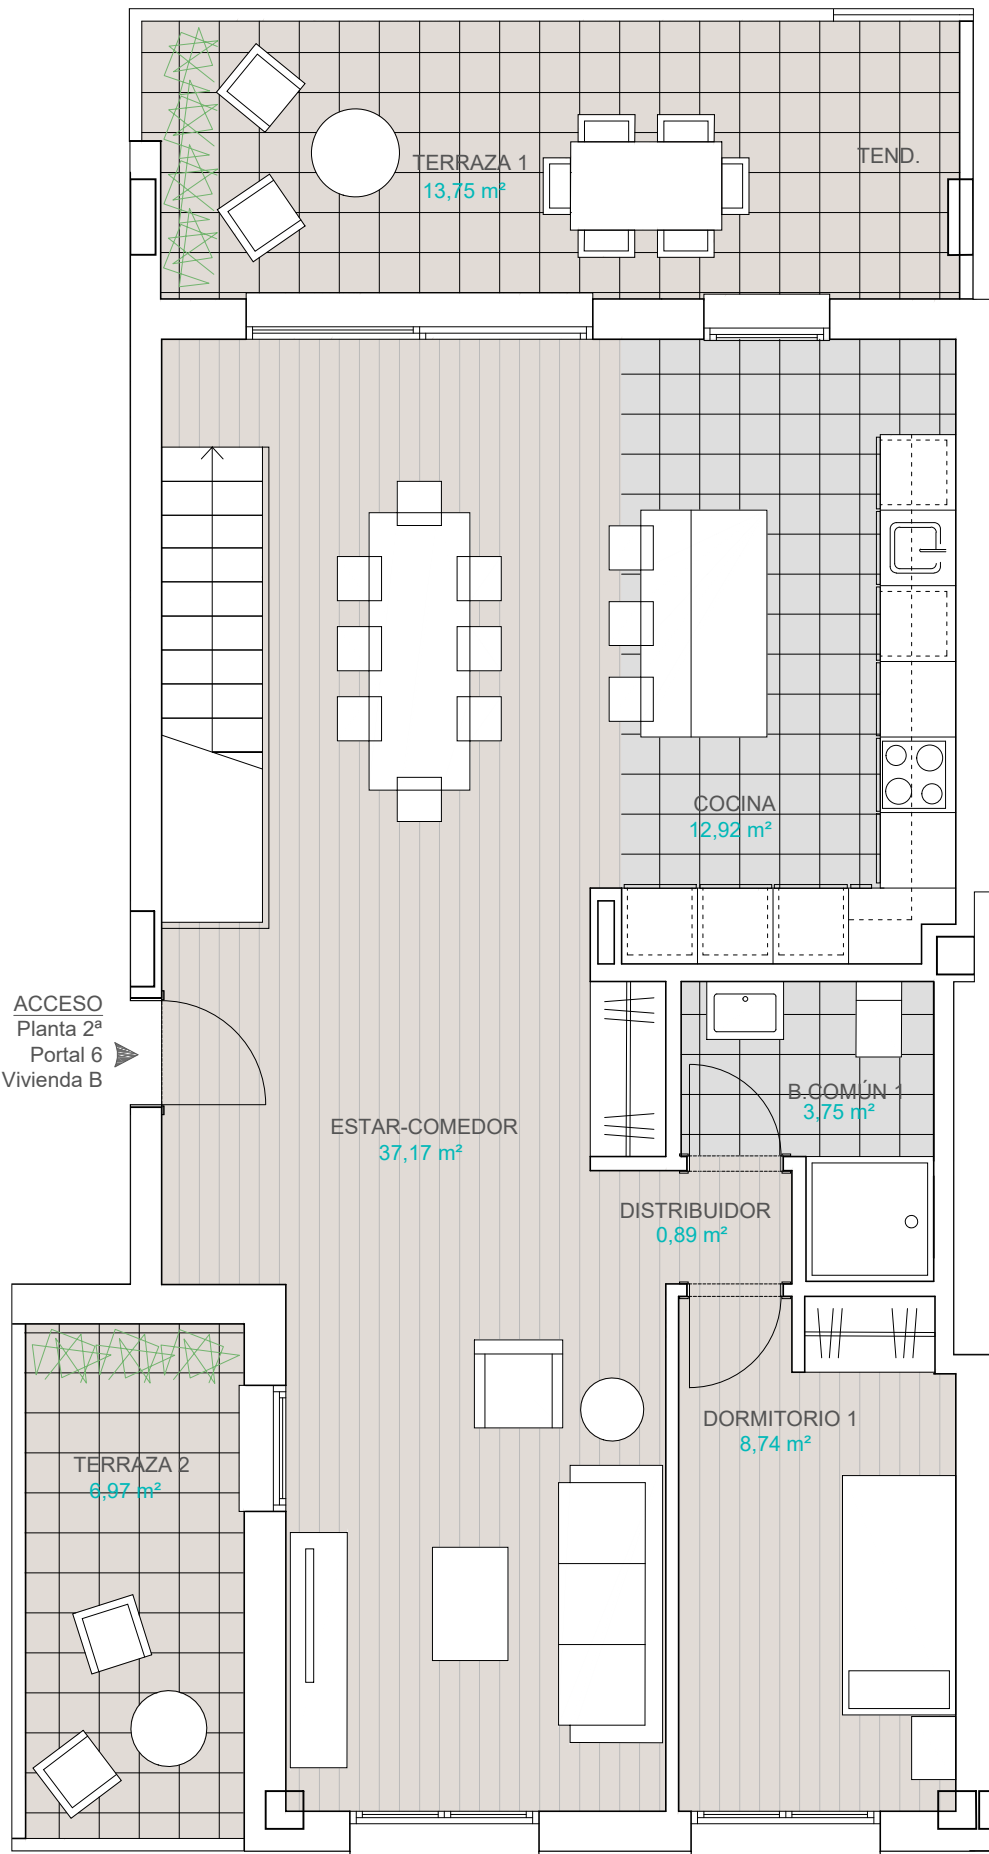 TERRAZA 1
13,75 m²
TEND.
COCINA
12,92 m²
ACCESO
Planta 2ª
Portal 6
Vivienda B
B.COMÚN 1
3,75 m²
ESTAR-COMEDOR
37,17 m²
DISTRIBUIDOR
0,89 m²
DORMITORIO 1
8,74 m²
TERRAZA 2
6,97 m²